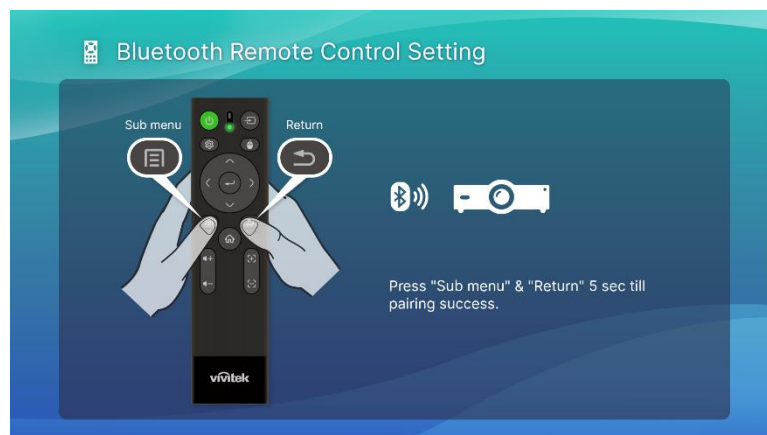 Bluetooth Remote Control Setting
Sub menu
Return
Press "Sub menu" & "Return" 5 sec till
pairing success.
vivitek